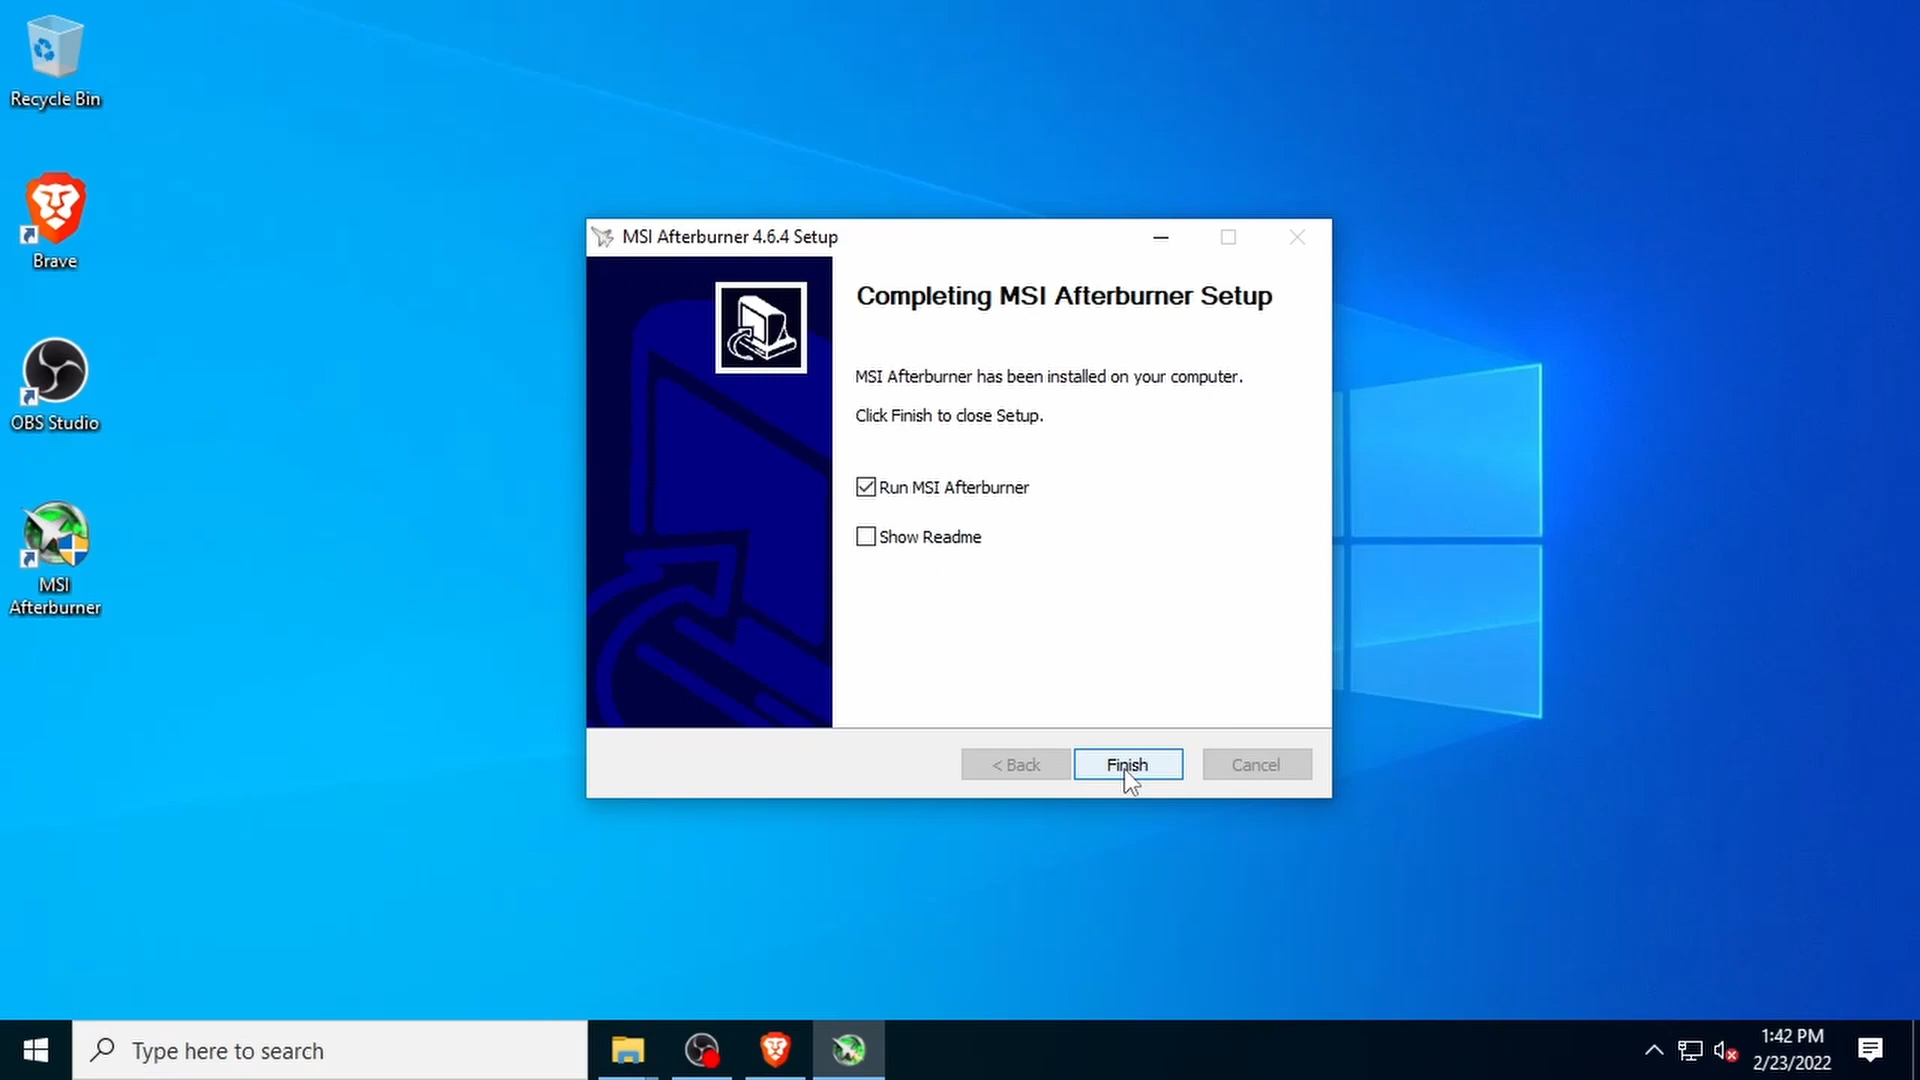 Recycle Bin
Brave
OBS Studio
MSI
Afterburner
MSI Afterburner 4.6.4 Setup
Completing MSI Afterburner Setup
MSI Afterburner has been installed on your computer.
Click Finish to close Setup.
Run MSI Afterburner
Show Readme
< Back
Finish
Cancel
Type here to search
1:42 PM
2/23/2022